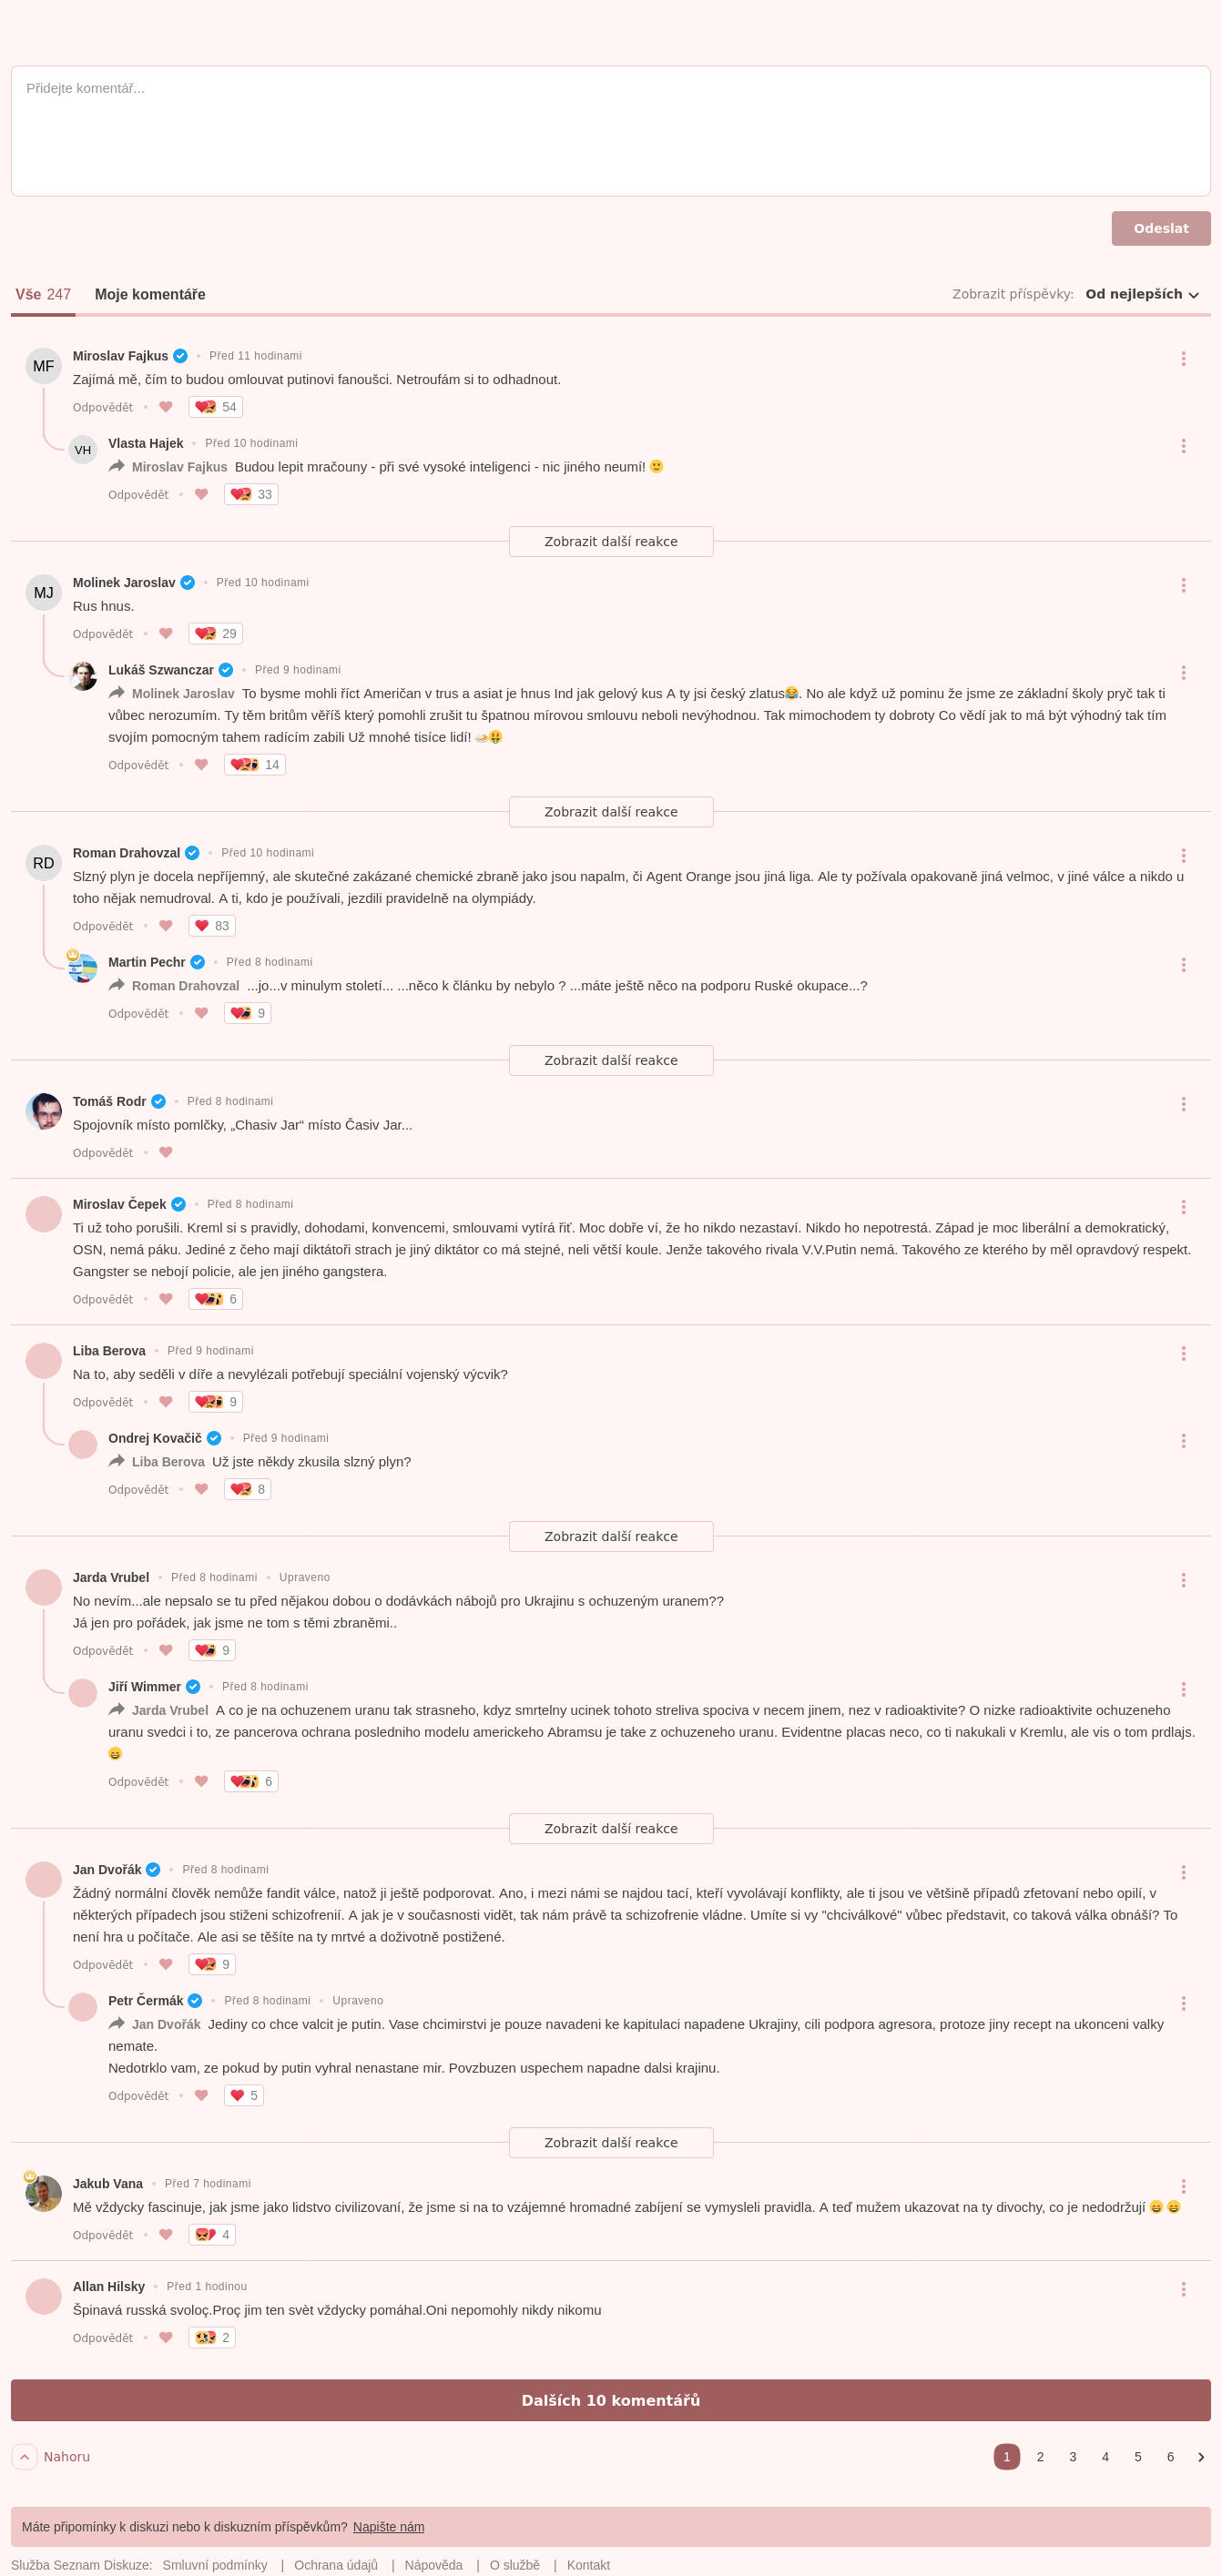 Přidejte komentář...
Odeslat
Vše 247 Moje komentáře Zobrazit příspěvky: Od nejlepších
MF
Miroslav Fajkus • Před 11 hodinami
Zajímá mě, čím to budou omlouvat putinovi fanoušci. Netroufám si to odhadnout.
Odpovědět • 54
VH
Vlasta Hajek • Před 10 hodinami
Miroslav Fajkus Budou lepit mračouny - při své vysoké inteligenci - nic jiného neumí! 🙂
Odpovědět • 33
Zobrazit další reakce
MJ
Molinek Jaroslav • Před 10 hodinami
Rus hnus.
Odpovědět • 29
Lukáš Szwanczar • Před 9 hodinami
Molinek Jaroslav To bysme mohli říct Američan v trus a asiat je hnus Ind jak gelový kus A ty jsi český zlatus😂. No ale když už pominu že jsme ze základní školy pryč tak ti
vůbec nerozumím. Ty těm britům věříš který pomohli zrušit tu špatnou mírovou smlouvu neboli nevýhodnou. Tak mimochodem ty dobroty Co vědí jak to má být výhodný tak tím
svojím pomocným tahem radícím zabili Už mnohé tisíce lidí! 🫴🤑
Odpovědět • 14
Zobrazit další reakce
RD
Roman Drahovzal • Před 10 hodinami
Slzný plyn je docela nepříjemný, ale skutečné zakázané chemické zbraně jako jsou napalm, či Agent Orange jsou jiná liga. Ale ty požívala opakovaně jiná velmoc, v jiné válce a nikdo u
toho nějak nemudroval. A ti, kdo je používali, jezdili pravidelně na olympiády.
Odpovědět • 83
Martin Pechr • Před 8 hodinami
Roman Drahovzal ...jo...v minulym století... ...něco k článku by nebylo ? ...máte ještě něco na podporu Ruské okupace...?
Odpovědět • 9
Zobrazit další reakce
Tomáš Rodr • Před 8 hodinami
Spojovník místo pomlčky, „Chasiv Jar“ místo Časiv Jar...
Odpovědět •
Miroslav Čepek • Před 8 hodinami
Ti už toho porušili. Kreml si s pravidly, dohodami, konvencemi, smlouvami vytírá řiť. Moc dobře ví, že ho nikdo nezastaví. Nikdo ho nepotrestá. Západ je moc liberální a demokratický,
OSN, nemá páku. Jediné z čeho mají diktátoři strach je jiný diktátor co má stejné, neli větší koule. Jenže takového rivala V.V.Putin nemá. Takového ze kterého by měl opravdový respekt.
Gangster se nebojí policie, ale jen jiného gangstera.
Odpovědět • 6
Liba Berova • Před 9 hodinami
Na to, aby seděli v díře a nevylézali potřebují speciální vojenský výcvik?
Odpovědět • 9
Ondrej Kovačič • Před 9 hodinami
Liba Berova Už jste někdy zkusila slzný plyn?
Odpovědět • 8
Zobrazit další reakce
Jarda Vrubel • Před 8 hodinami • Upraveno
No nevím...ale nepsalo se tu před nějakou dobou o dodávkách nábojů pro Ukrajinu s ochuzeným uranem??
Já jen pro pořádek, jak jsme ne tom s těmi zbraněmi..
Odpovědět • 9
Jiří Wimmer • Před 8 hodinami
Jarda Vrubel A co je na ochuzenem uranu tak strasneho, kdyz smrtelny ucinek tohoto streliva spociva v necem jinem, nez v radioaktivite? O nizke radioaktivite ochuzeneho
uranu svedci i to, ze pancerova ochrana posledniho modelu americkeho Abramsu je take z ochuzeneho uranu. Evidentne placas neco, co ti nakukali v Kremlu, ale vis o tom prdlajs.
😄
Odpovědět • 6
Zobrazit další reakce
Jan Dvořák • Před 8 hodinami
Žádný normální člověk nemůže fandit válce, natož ji ještě podporovat. Ano, i mezi námi se najdou tací, kteří vyvolávají konflikty, ale ti jsou ve většině případů zfetovaní nebo opilí, v
některých případech jsou stiženi schizofrenií. A jak je v současnosti vidět, tak nám právě ta schizofrenie vládne. Umíte si vy "chciválkové" vůbec představit, co taková válka obnáší? To
není hra u počítače. Ale asi se těšíte na ty mrtvé a doživotně postižené.
Odpovědět • 9
Petr Čermák • Před 8 hodinami • Upraveno
Jan Dvořák Jediny co chce valcit je putin. Vase chcimirstvi je pouze navadeni ke kapitulaci napadene Ukrajiny, cili podpora agresora, protoze jiny recept na ukonceni valky
nemate.
Nedotrklo vam, ze pokud by putin vyhral nenastane mir. Povzbuzen uspechem napadne dalsi krajinu.
Odpovědět • 5
Zobrazit další reakce
Jakub Vana • Před 7 hodinami
Mě vždycky fascinuje, jak jsme jako lidstvo civilizovaní, že jsme si na to vzájemné hromadné zabíjení se vymysleli pravidla. A teď mužem ukazovat na ty divochy, co je nedodržují 😄 😄
Odpovědět • 4
Allan Hilsky • Před 1 hodinou
Špinavá russká svoloç.Proç jim ten svèt vždycky pomáhal.Oni nepomohly nikdy nikomu
Odpovědět • 2
Dalších 10 komentářů
Nahoru 1 2 3 4 5 6
Máte připomínky k diskuzi nebo k diskuzním příspěvkům? Napište nám
Služba Seznam Diskuze: Smluvní podmínky | Ochrana údajů | Nápověda | O službě | Kontakt